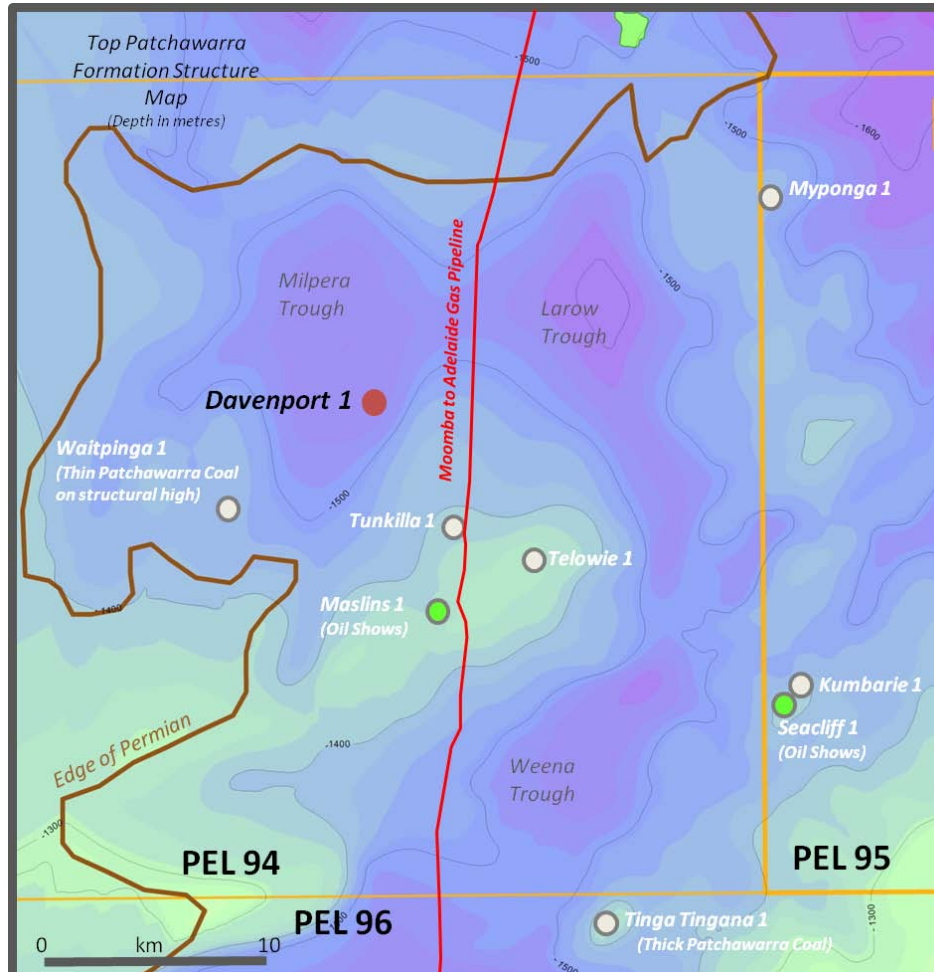 Top Patchawarra
Formation Structure
Map
(Depth in metres)
-1500
-1500
-1600
Myponga 1
Milpera
Trough
Moomba to Adelaide Gas Pipeline
Larow
Trough
-1500
Davenport 1
Waitpinga 1
(Thin Patchawarra Coal
on structural high)
-1500
Tunkilla 1
Telowie 1
-1400
Maslins 1
(Oil Shows)
Kumbarie 1
Seacliff 1
(Oil Shows)
Edge of Permian
-1400
Weena
Trough
-1300
PEL 94
PEL 95
PEL 96
-1300
Tinga Tingana 1
(Thick Patchawarra Coal)
-1500
0 km 10